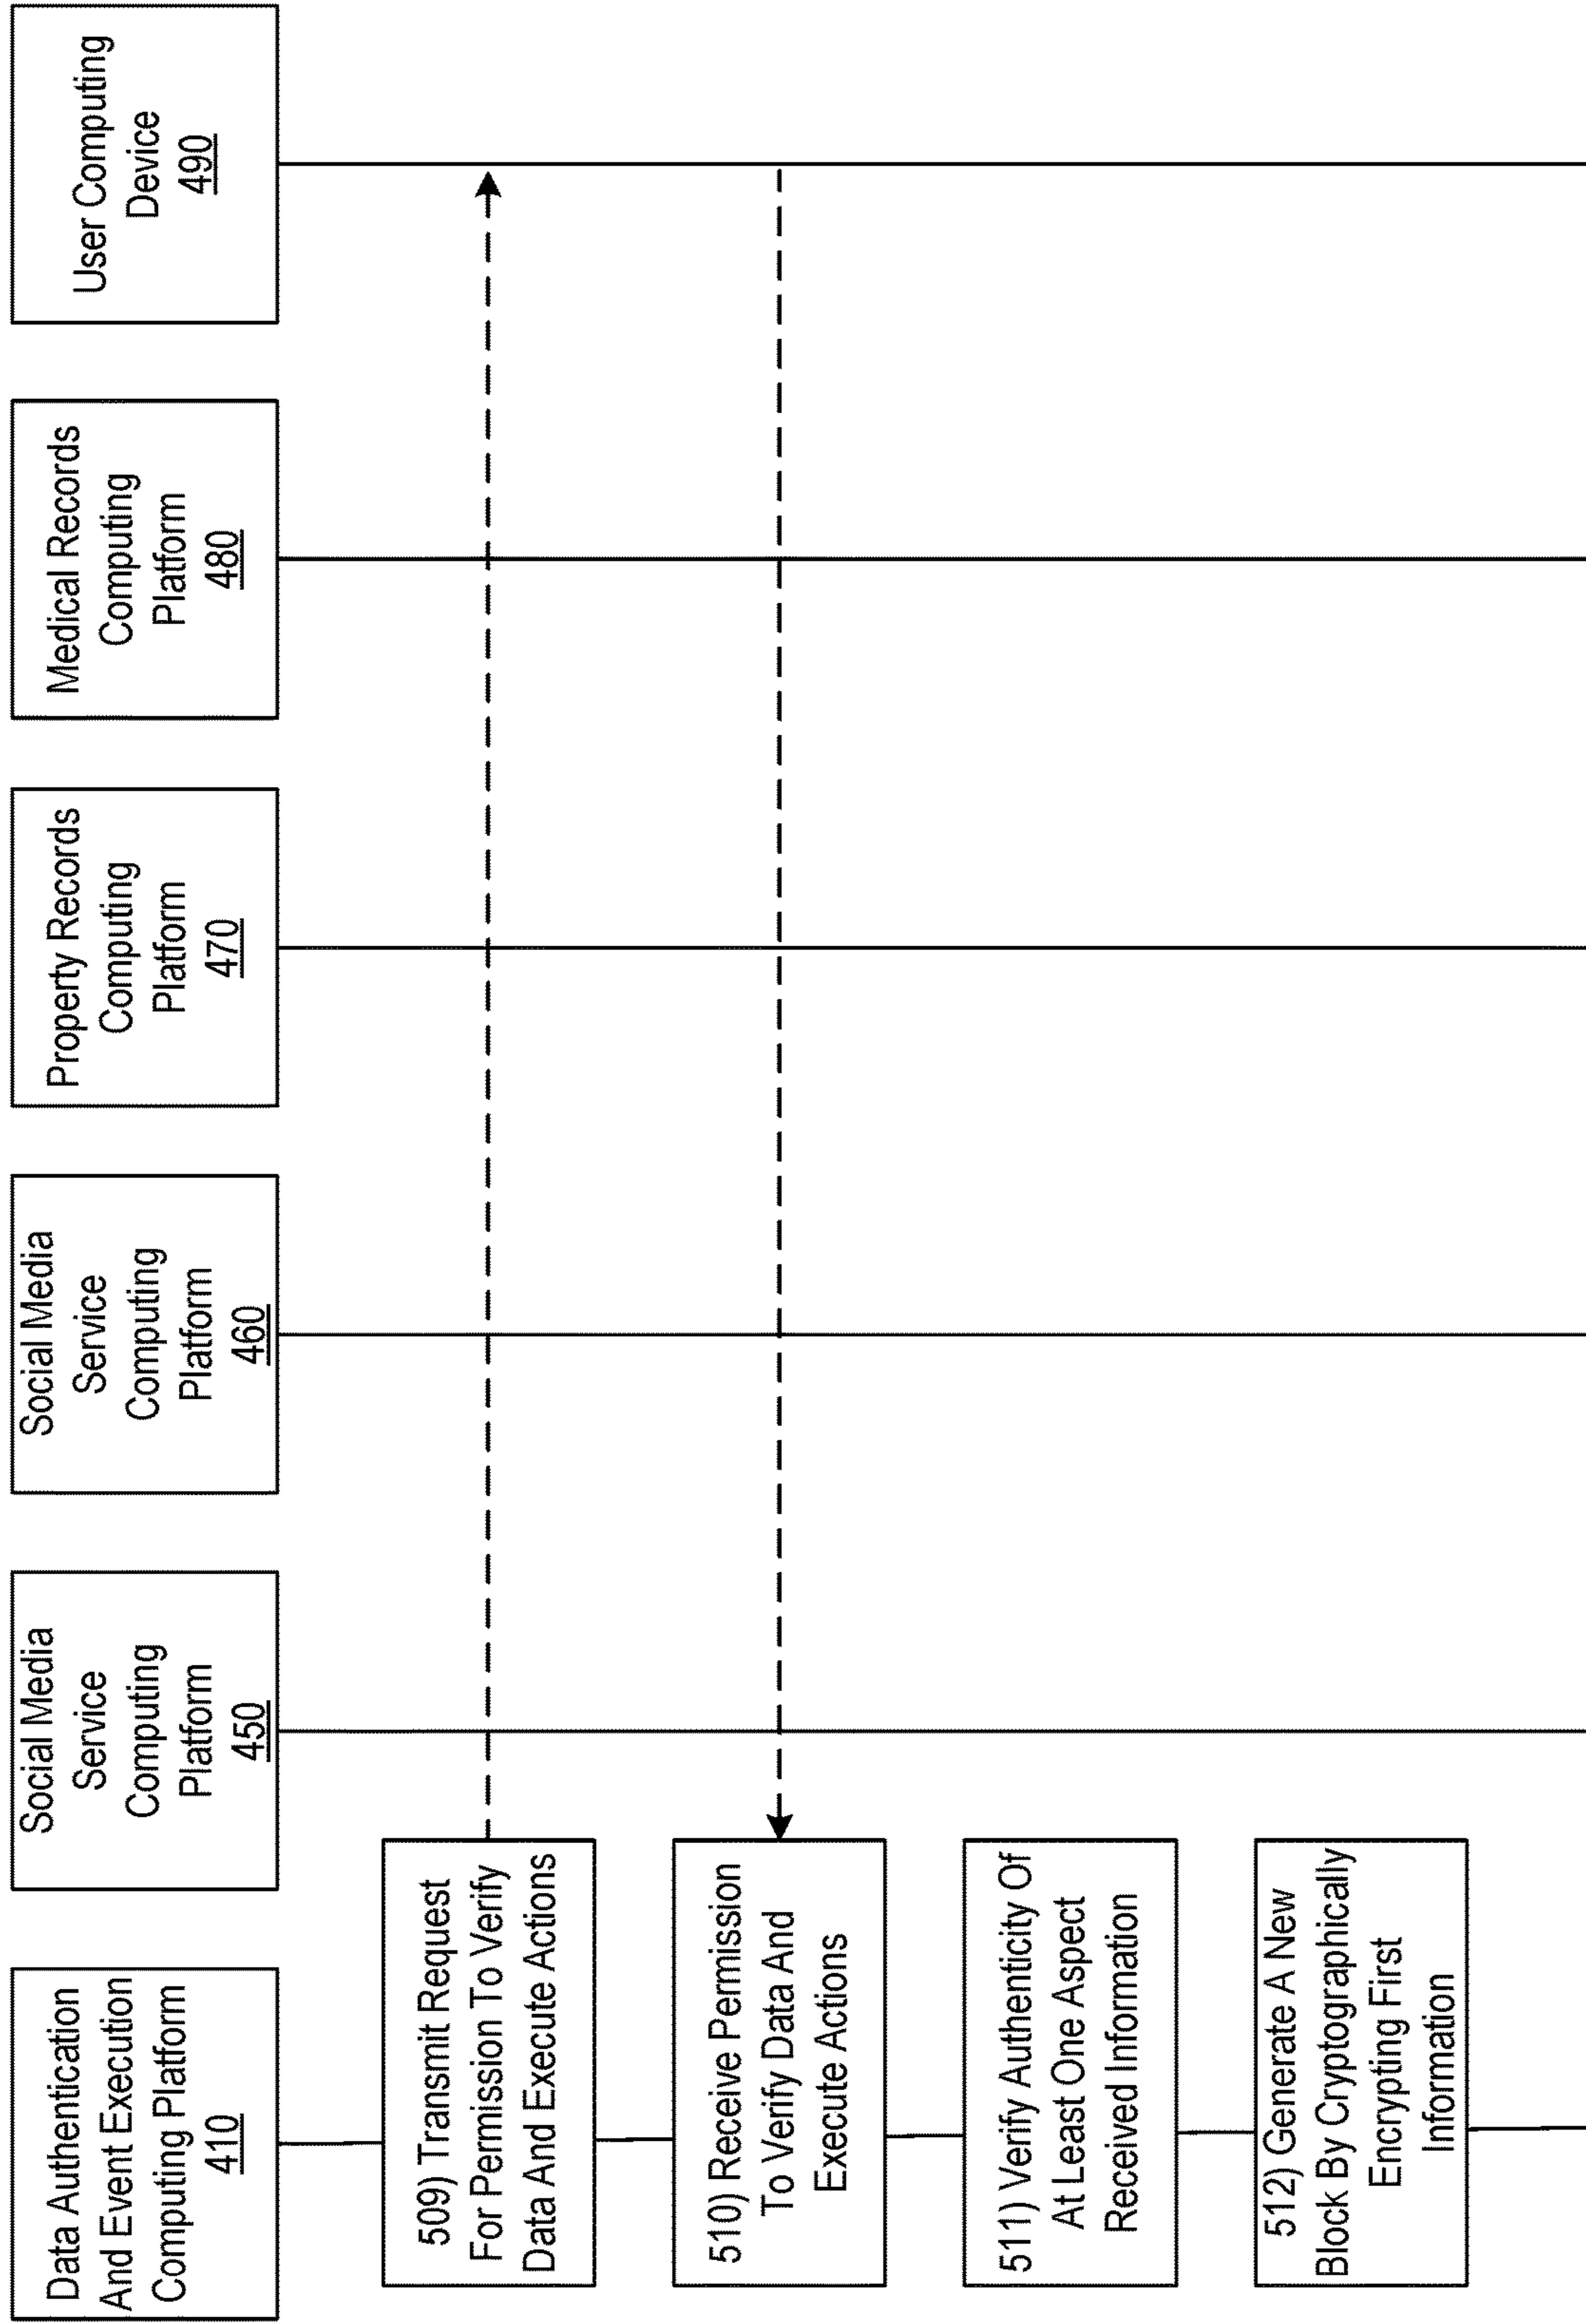 Data Authentication
And Event Execution
Computing Platform
410
Social Media
Service
Computing
Platform
450
Social Media
Service
Computing
Platform
460
Property Records
Computing
Platform
470
Medical Records
Computing
Platform
480
User Computing
Device
490
509) Transmit Request
For Permission To Verify
Data And Execute Actions
510) Receive Permission
To Verify Data And
Execute Actions
511) Verify Authenticity Of
At Least One Aspect
Received Information
512) Generate A New
Block By Cryptographically
Encrypting First
Information